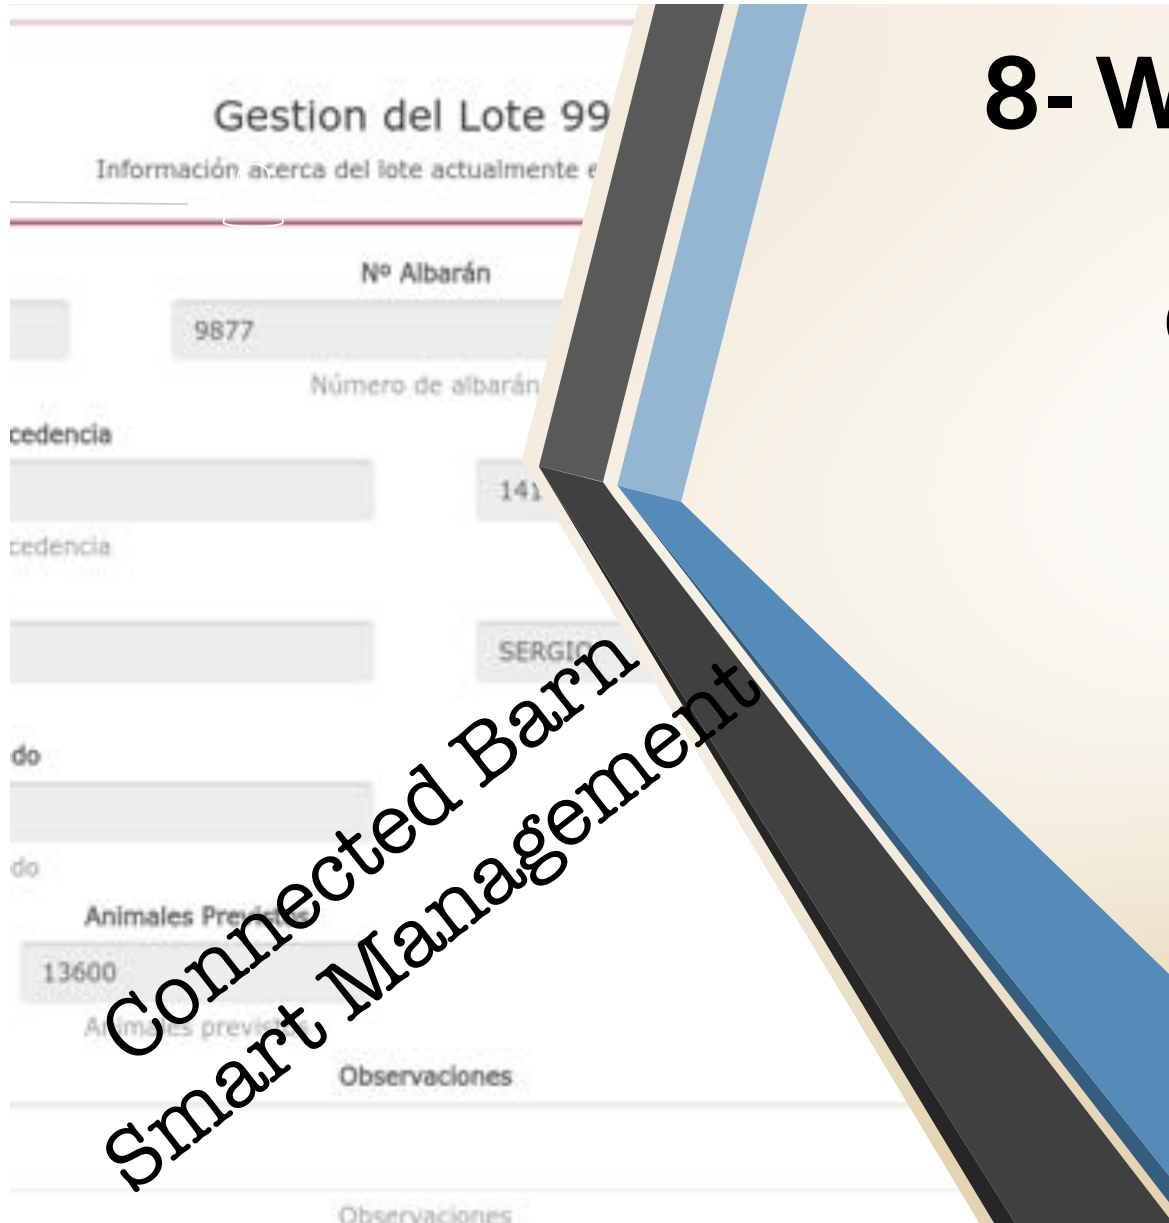 8- W
Gestion del Lote 99
Información acerca del lote actualmente e
Nº Albarán
9877
Número de albarán
cedencia
141
cedencia
SERGIO
do
do
Animales Previstos
13600
Animales previstos
Observaciones
Observaciones
Connected Barn
Smart Management